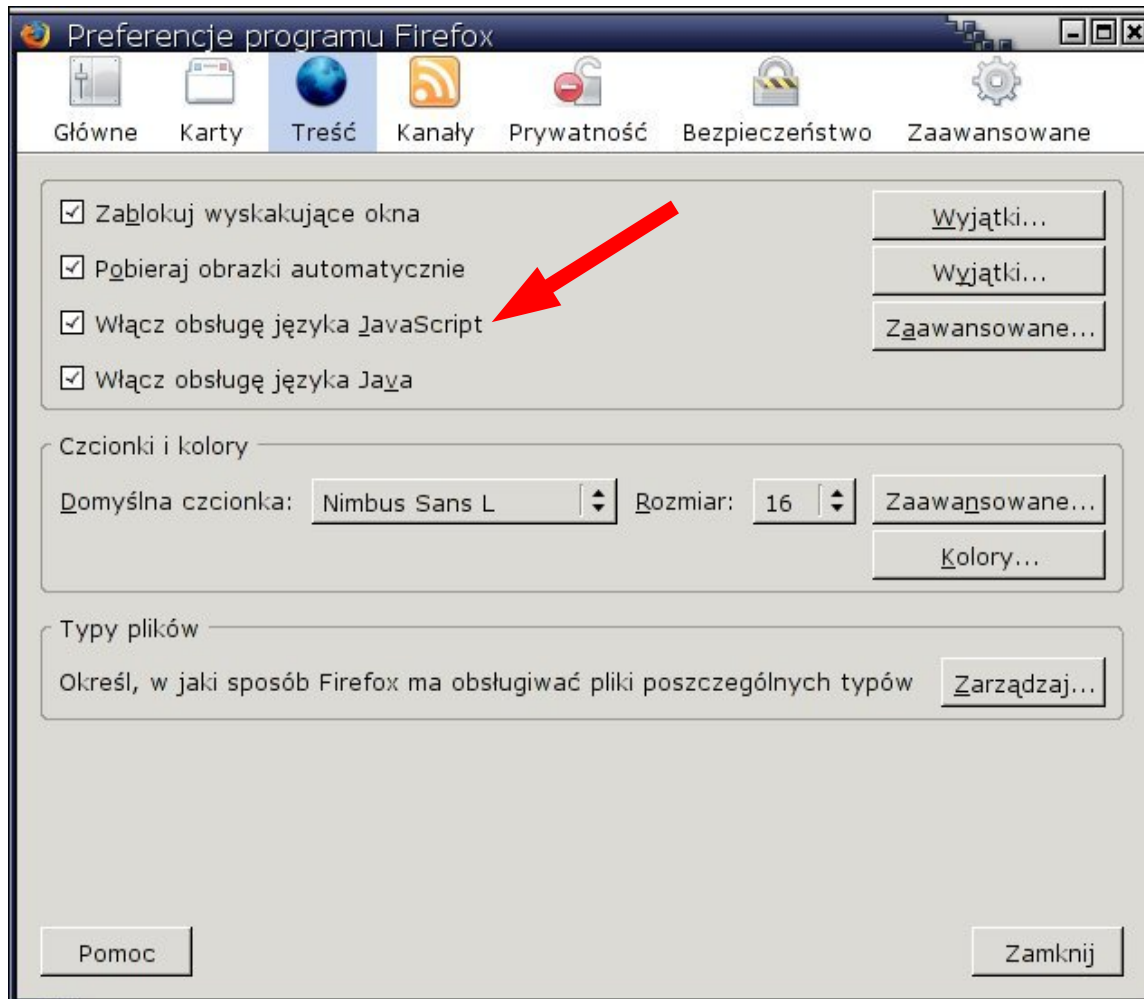 Preferencje programu Firefox
Główne Karty Treść Kanały Prywatność Bezpieczeństwo Zaawansowane
Zablokuj wyskakujące okna Wyjątki...
Pobieraj obrazki automatycznie Wyjątki...
Włącz obsługę języka JavaScript Zaawansowane...
Włącz obsługę języka Java
Czcionki i kolory
Domyślna czcionka: Nimbus Sans L Rozmiar: 16 Zaawansowane...
Kolory...
Typy plików
Określ, w jaki sposób Firefox ma obsługiwać pliki poszczególnych typów Zarządzaj...
Pomoc Zamknij